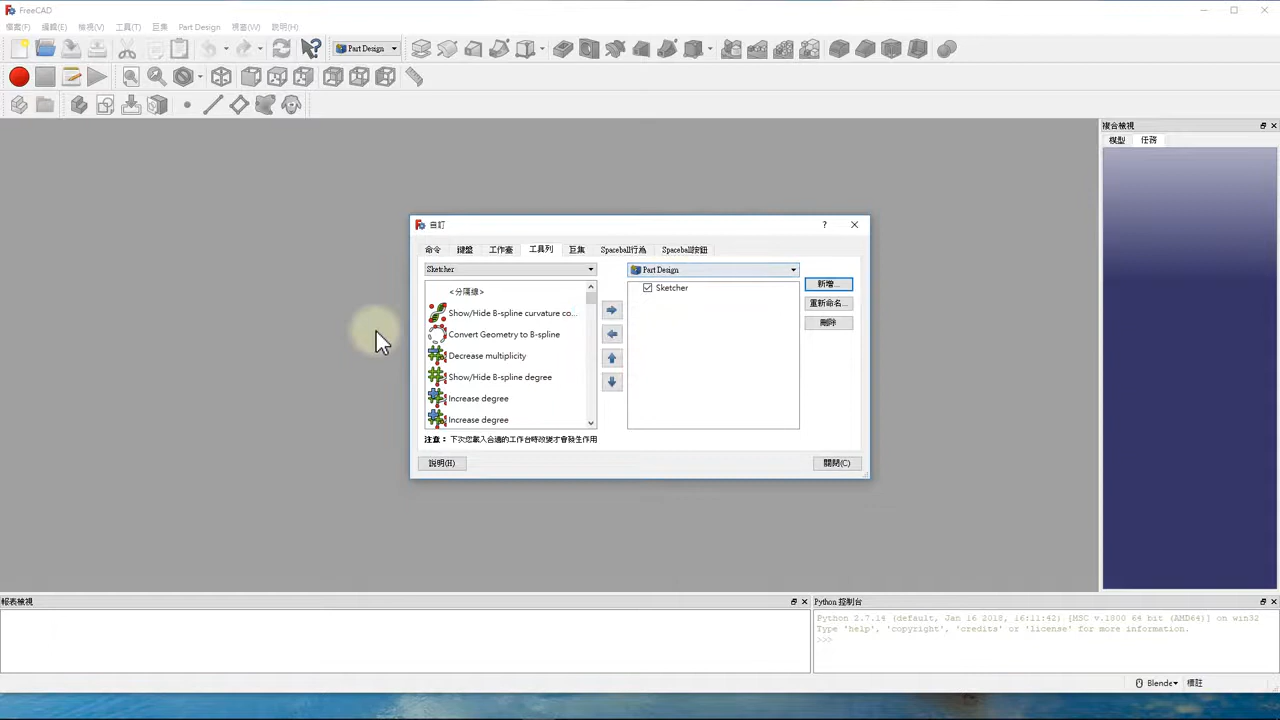 FreeCAD
檔案(F) 編輯(E) 檢視(V) 工具(T) 巨集 Part Design 視窗(W) 說明(H)
Part Design
複合檢視
模型 任務
自訂
命令 鍵盤 工作臺 工具列 巨集 Spaceball行為 Spaceball按鈕
Sketcher
Part Design
<分隔線>
Show/Hide B-spline curvature co...
Convert Geometry to B-spline
Decrease multiplicity
Show/Hide B-spline degree
Increase degree
Increase degree
Sketcher
新增...
重新命名...
刪除
注意： 下次您載入合適的工作台時改變才會發生作用
說明(H)
關閉(C)
報表檢視
Python 控制台
Python 2.7.14 (default, Jan 16 2018, 16:11:42) [MSC v.1800 64 bit (AMD64)] on win32
Type 'help', 'copyright', 'credits' or 'license' for more information.
>>>
Blende 標註